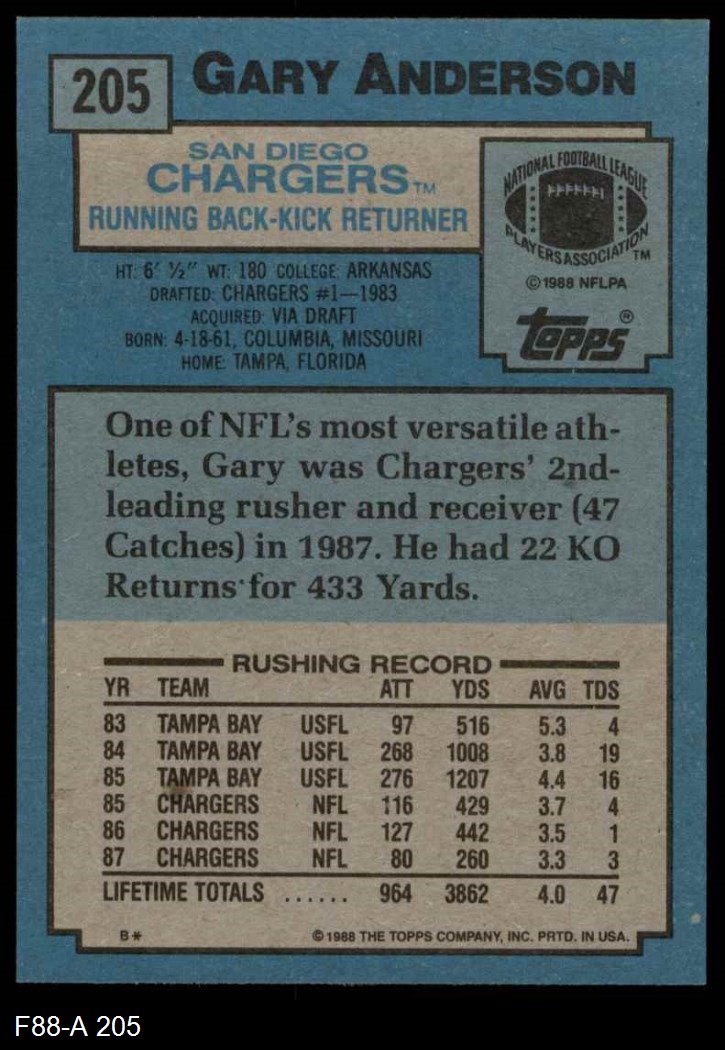 205
GARY ANDERSON
SAN DIEGO
CHARGERS TM
RUNNING BACK-KICK RETURNER
NATIONAL FOOTBALL LEAGUE
PLAYERS ASSOCIATION TM
© 1988 NFLPA
topps ®
HT: 6' ½" WT: 180 COLLEGE: ARKANSAS
DRAFTED: CHARGERS #1—1983
ACQUIRED: VIA DRAFT
BORN: 4-18-61, COLUMBIA, MISSOURI
HOME: TAMPA, FLORIDA
One of NFL's most versatile ath-
letes, Gary was Chargers' 2nd-
leading rusher and receiver (47
Catches) in 1987. He had 22 KO
Returns for 433 Yards.
RUSHING RECORD
YR TEAM ATT YDS AVG TDS
83 TAMPA BAY USFL 97 516 5.3 4
84 TAMPA BAY USFL 268 1008 3.8 19
85 TAMPA BAY USFL 276 1207 4.4 16
85 CHARGERS NFL 116 429 3.7 4
86 CHARGERS NFL 127 442 3.5 1
87 CHARGERS NFL 80 260 3.3 3
LIFETIME TOTALS ...... 964 3862 4.0 47
B* © 1988 THE TOPPS COMPANY, INC. PRTD. IN USA.
F88-A 205